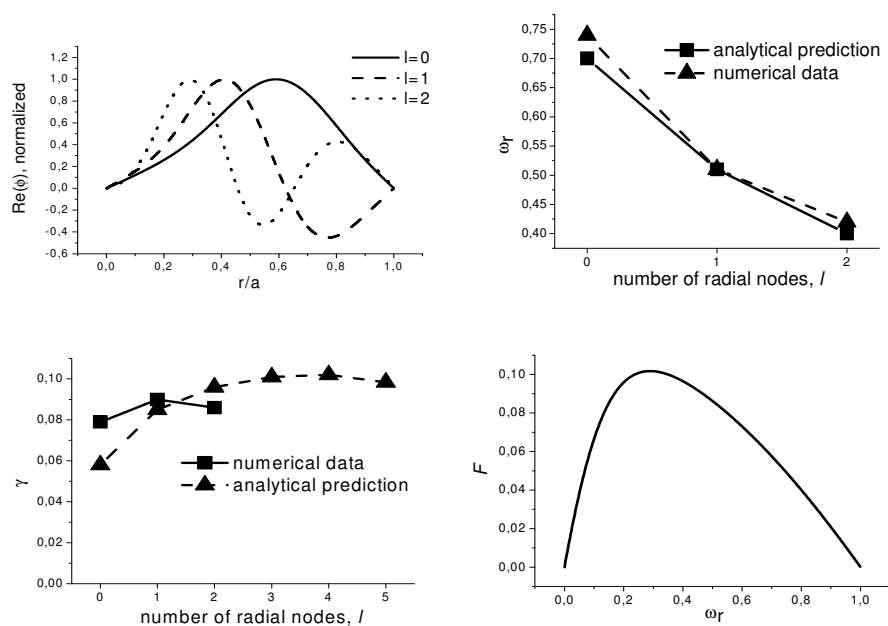 1,2
1,0
0,8
0,6
0,4
0,2
0,0
-0,2
-0,4
-0,6
Re(ϕ), normalized
0,0 0,2 0,4 0,6 0,8 1,0
r/a
l=0
l=1
l=2
0,75
0,70
0,65
0,60
0,55
0,50
0,45
0,40
ωr
0 1 2
number of radial nodes, l
analytical prediction
numerical data
0,10
0,08
0,06
0,04
0,02
0,00
γ
0 1 2 3 4 5
number of radial nodes, l
numerical data
analytical prediction
0,10
0,08
0,06
0,04
0,02
0,00
F
0,0 0,2 0,4 0,6 0,8 1,0
ωr